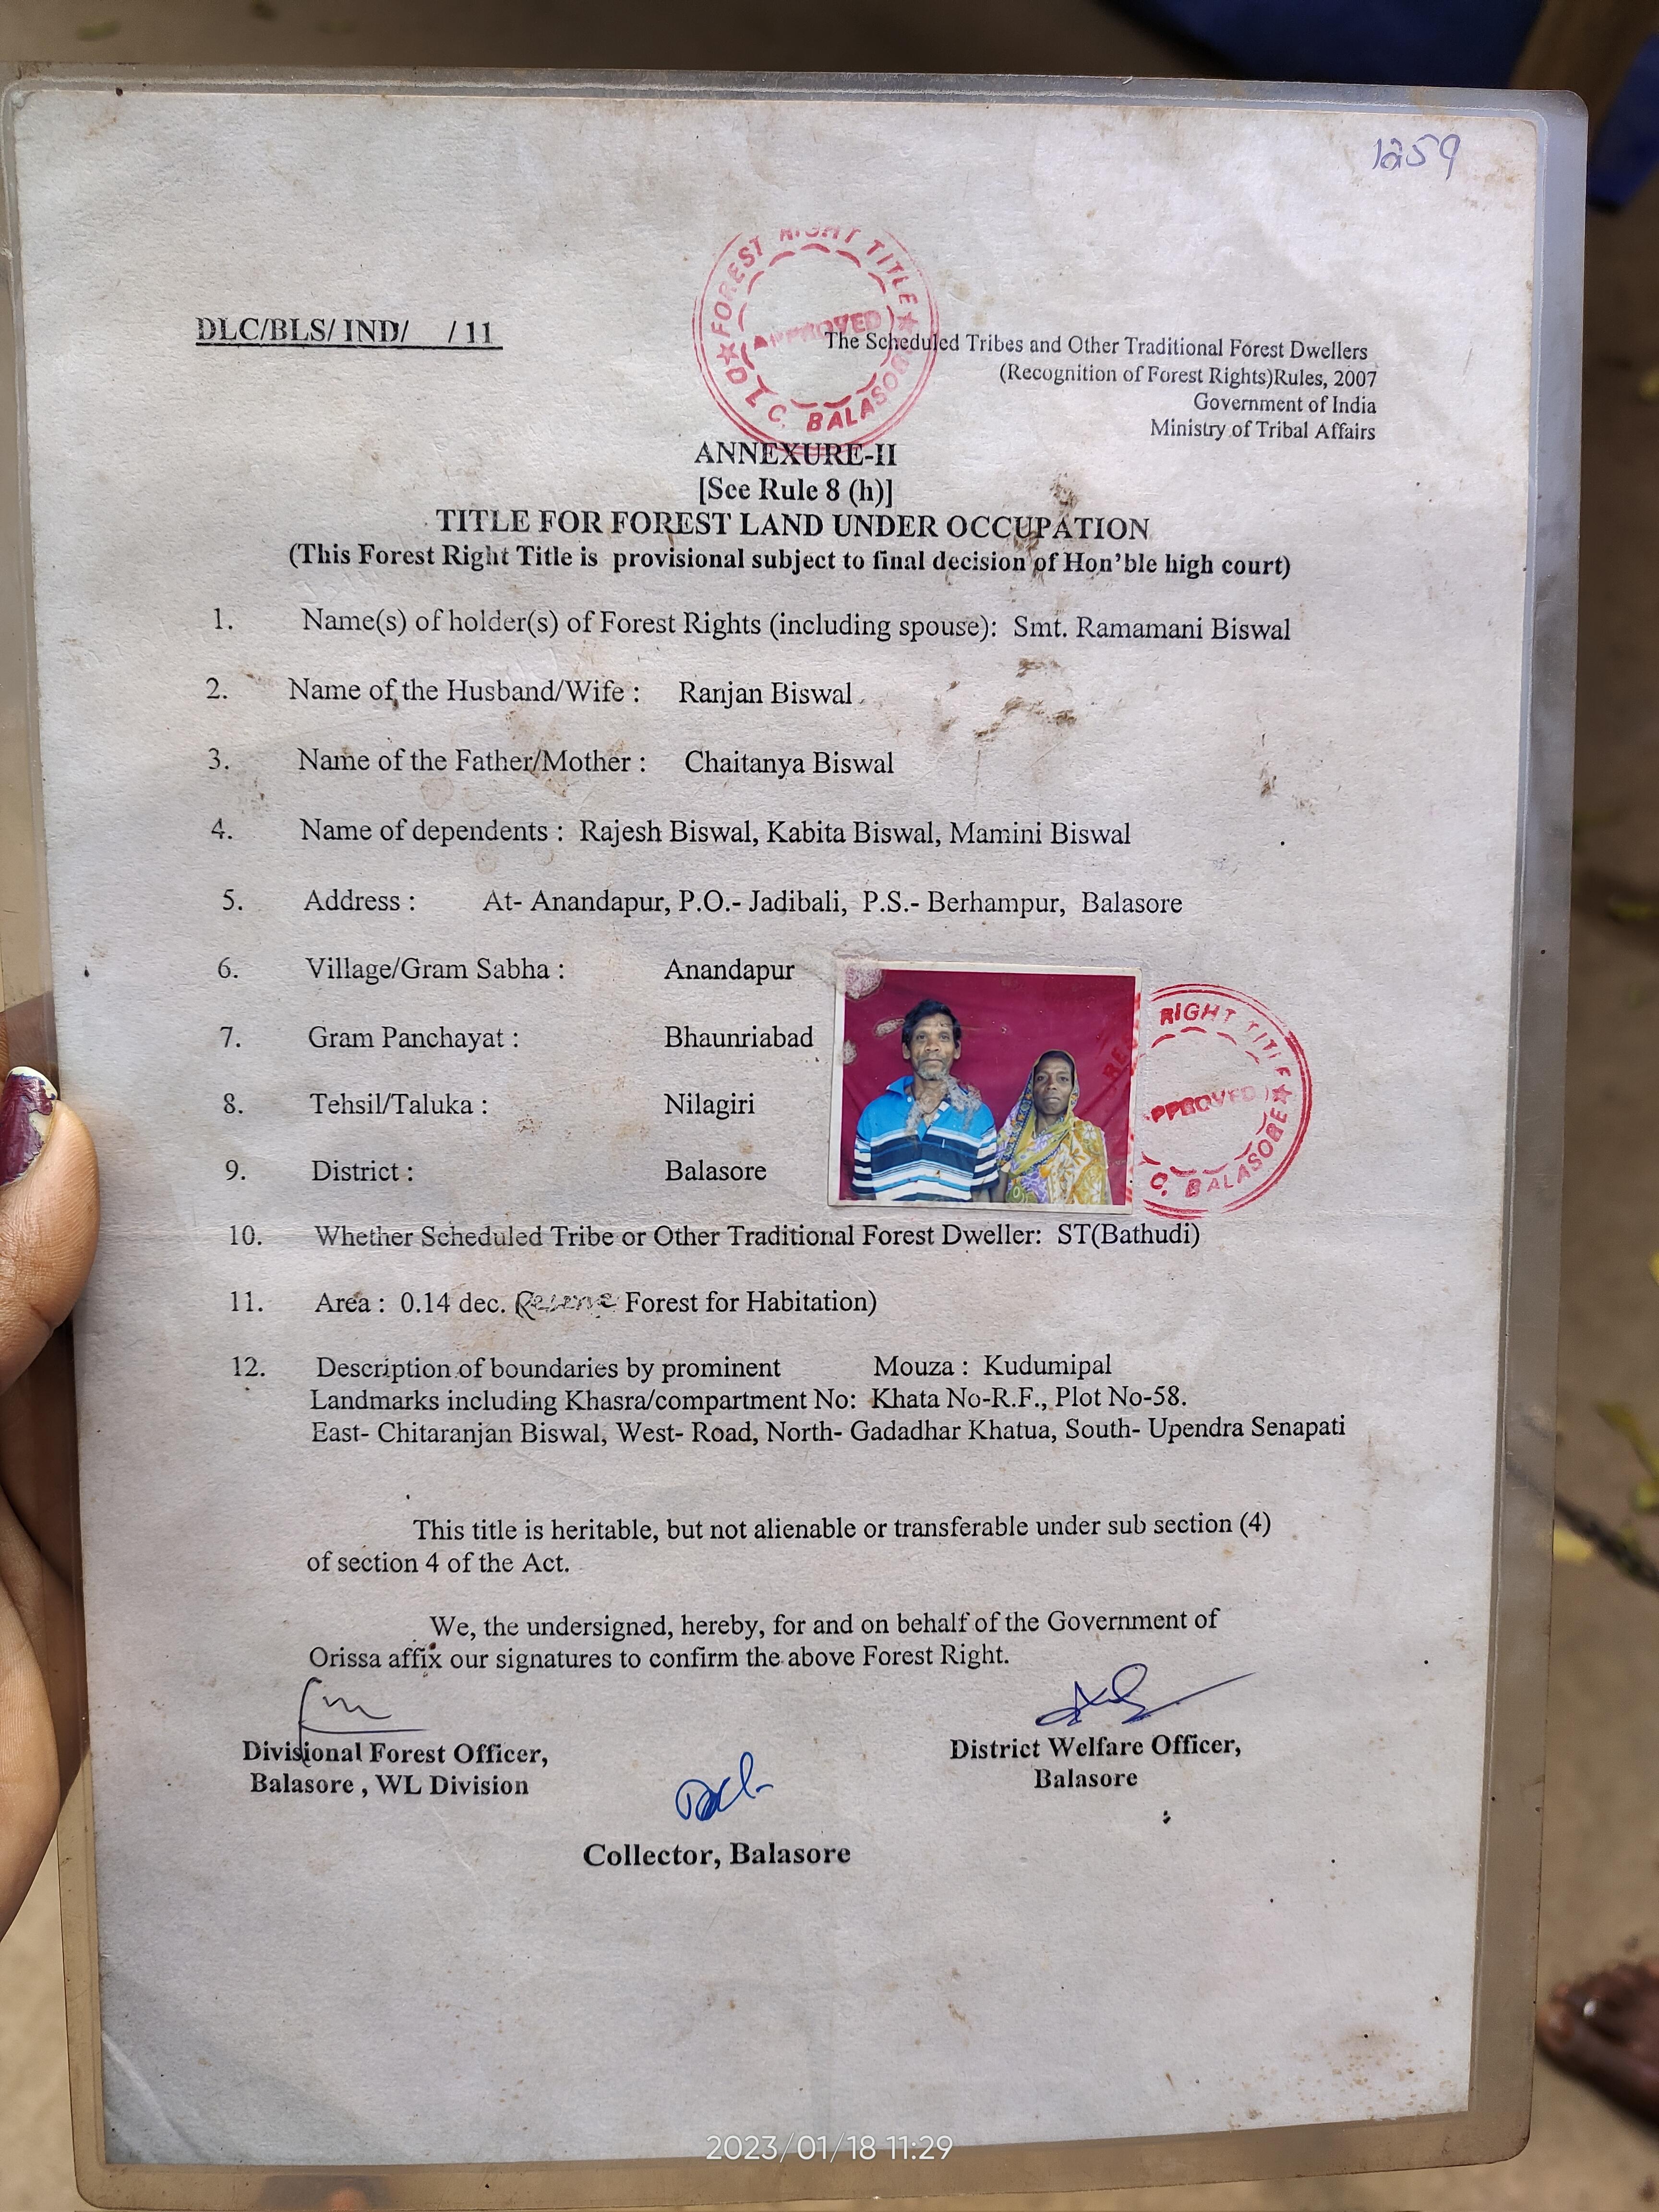 1259
FOREST RIGHT TITLE
APPROVED
D L C. BALASORE
DLC/BLS/ IND/ / 11
The Scheduled Tribes and Other Traditional Forest Dwellers
(Recognition of Forest Rights)Rules, 2007
Government of India
Ministry of Tribal Affairs
ANNEXURE-II
[See Rule 8 (h)]
TITLE FOR FOREST LAND UNDER OCCUPATION
(This Forest Right Title is provisional subject to final decision of Hon'ble high court)
1. Name(s) of holder(s) of Forest Rights (including spouse): Smt. Ramamani Biswal
2. Name of the Husband/Wife : Ranjan Biswal
3. Name of the Father/Mother : Chaitanya Biswal
4. Name of dependents : Rajesh Biswal, Kabita Biswal, Mamini Biswal
5. Address : At- Anandapur, P.O.- Jadibali, P.S.- Berhampur, Balasore
6. Village/Gram Sabha : Anandapur
7. Gram Panchayat : Bhaunriabad
8. Tehsil/Taluka : Nilagiri
9. District : Balasore
RIGHT TITLE
PPROVED
C. BALASORE
10. Whether Scheduled Tribe or Other Traditional Forest Dweller: ST(Bathudi)
11. Area : 0.14 dec. Reserve Forest for Habitation)
12. Description of boundaries by prominent Mouza : Kudumipal
Landmarks including Khasra/compartment No: Khata No-R.F., Plot No-58.
East- Chitaranjan Biswal, West- Road, North- Gadadhar Khatua, South- Upendra Senapati
This title is heritable, but not alienable or transferable under sub section (4)
of section 4 of the Act.
We, the undersigned, hereby, for and on behalf of the Government of
Orissa affix our signatures to confirm the above Forest Right.
Divisional Forest Officer,
Balasore , WL Division
District Welfare Officer,
Balasore
Collector, Balasore
2023/01/18 11:29